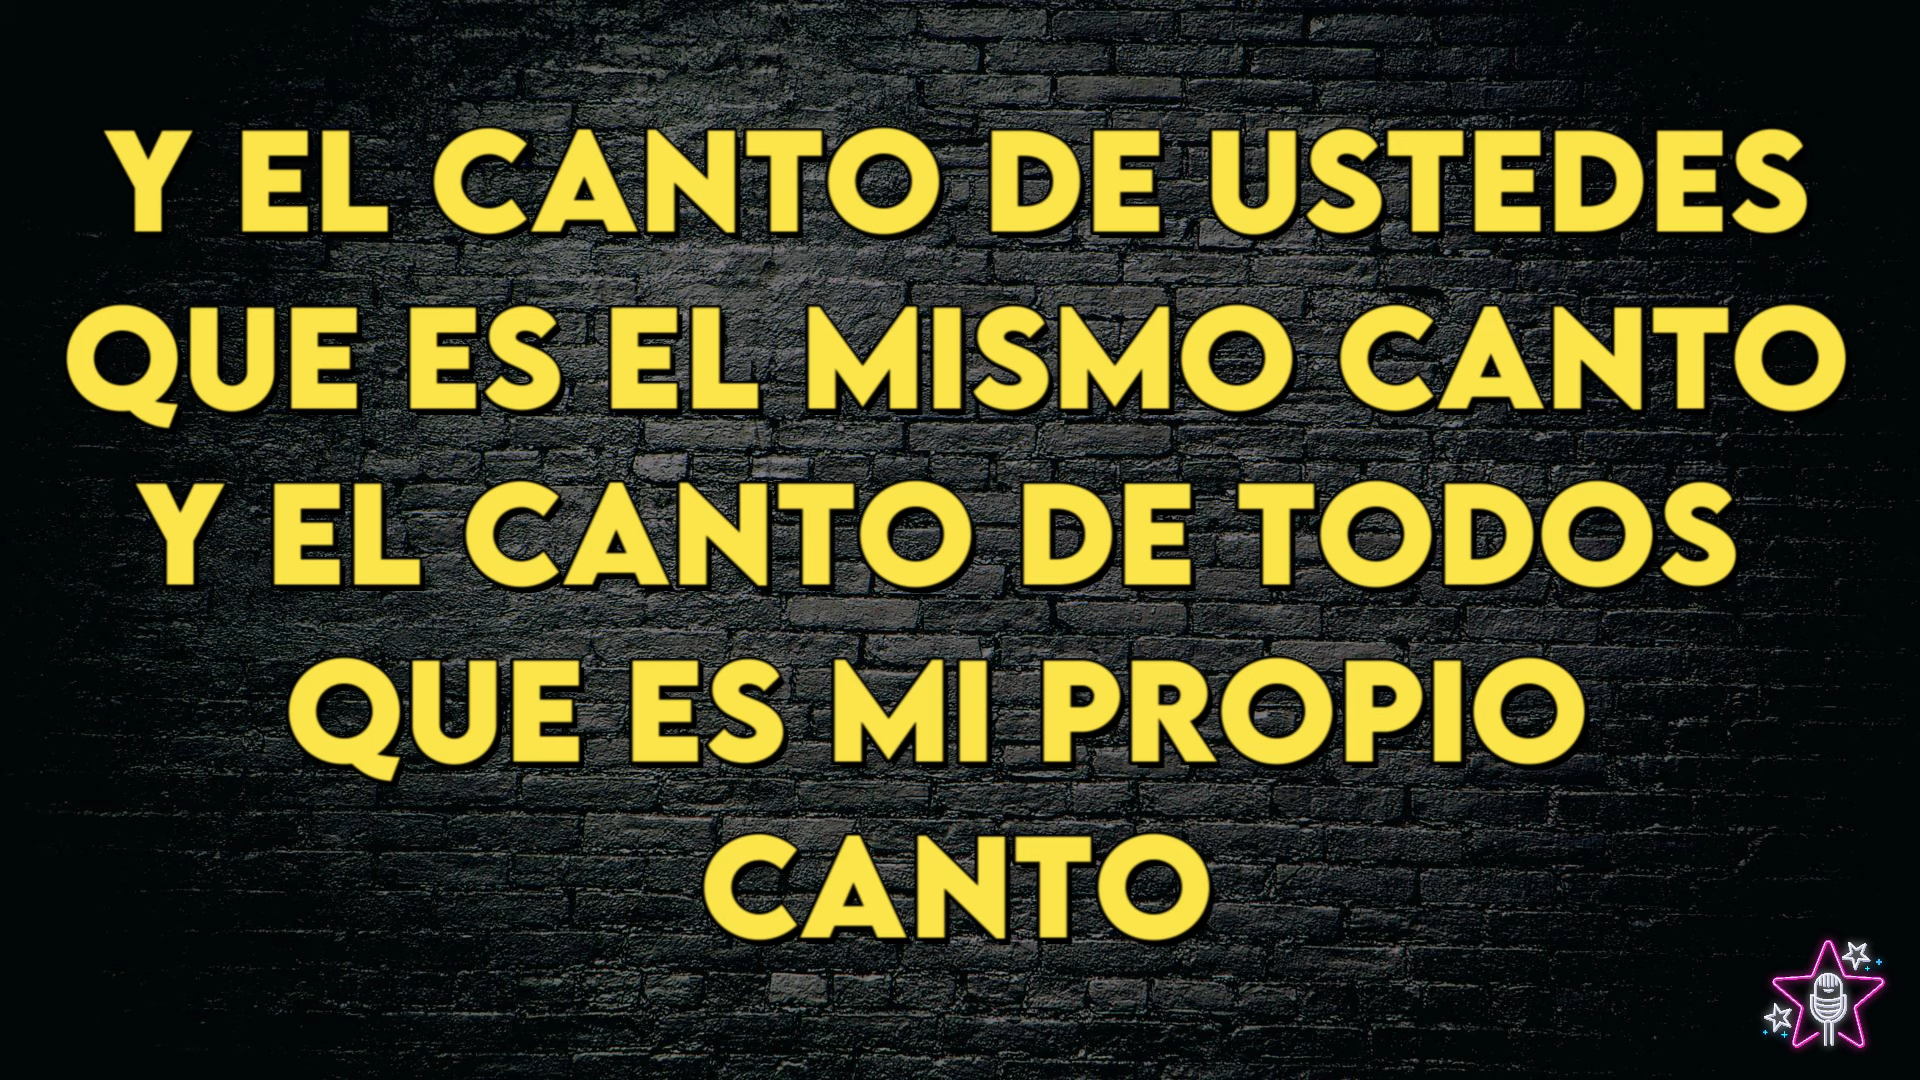 Y EL CANTO DE USTEDES
QUE ES EL MISMO CANTO
Y EL CANTO DE TODOS
QUE ES MI PROPIO
CANTO